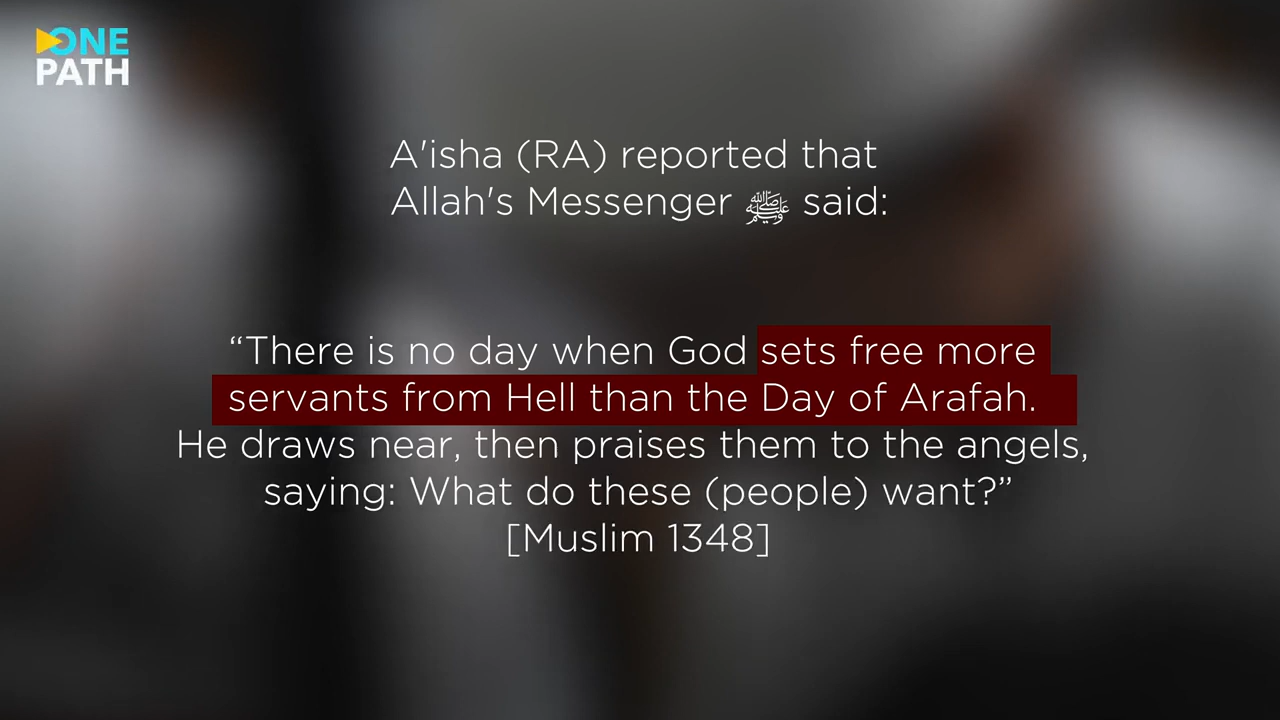 ONE
PATH
A'isha (RA) reported that
Allah's Messenger ﷺ said:
“There is no day when God sets free more
servants from Hell than the Day of Arafah.
He draws near, then praises them to the angels,
saying: What do these (people) want?”
[Muslim 1348]